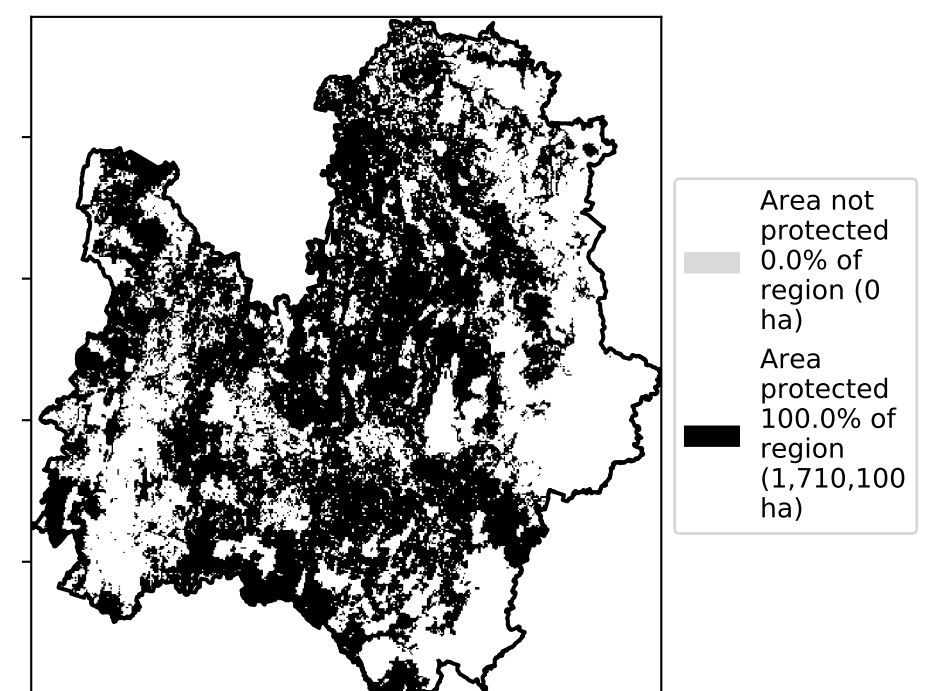 Area not
protected
0.0% of
region (0
ha)
Area
protected
100.0% of
region
(1,710,100
ha)